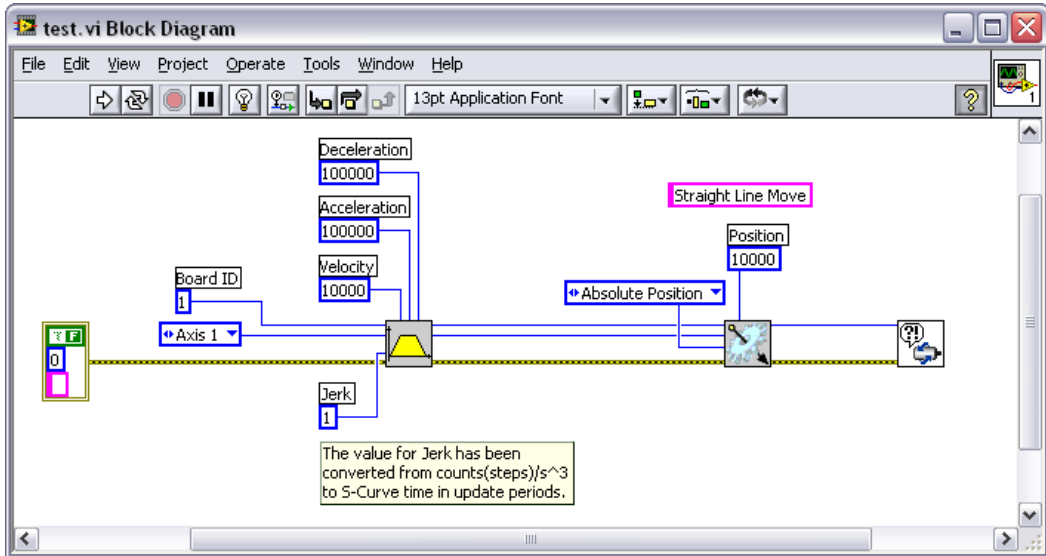 test.vi Block Diagram
File Edit View Project Operate Tools Window Help
13pt Application Font
?
1
Deceleration
100000
Straight Line Move
Acceleration
100000
Position
10000
Velocity
10000
Board ID
1
Absolute Position
Axis 1
F
0
?!
Jerk
1
The value for Jerk has been
converted from counts(steps)/s^3
to S-Curve time in update periods.